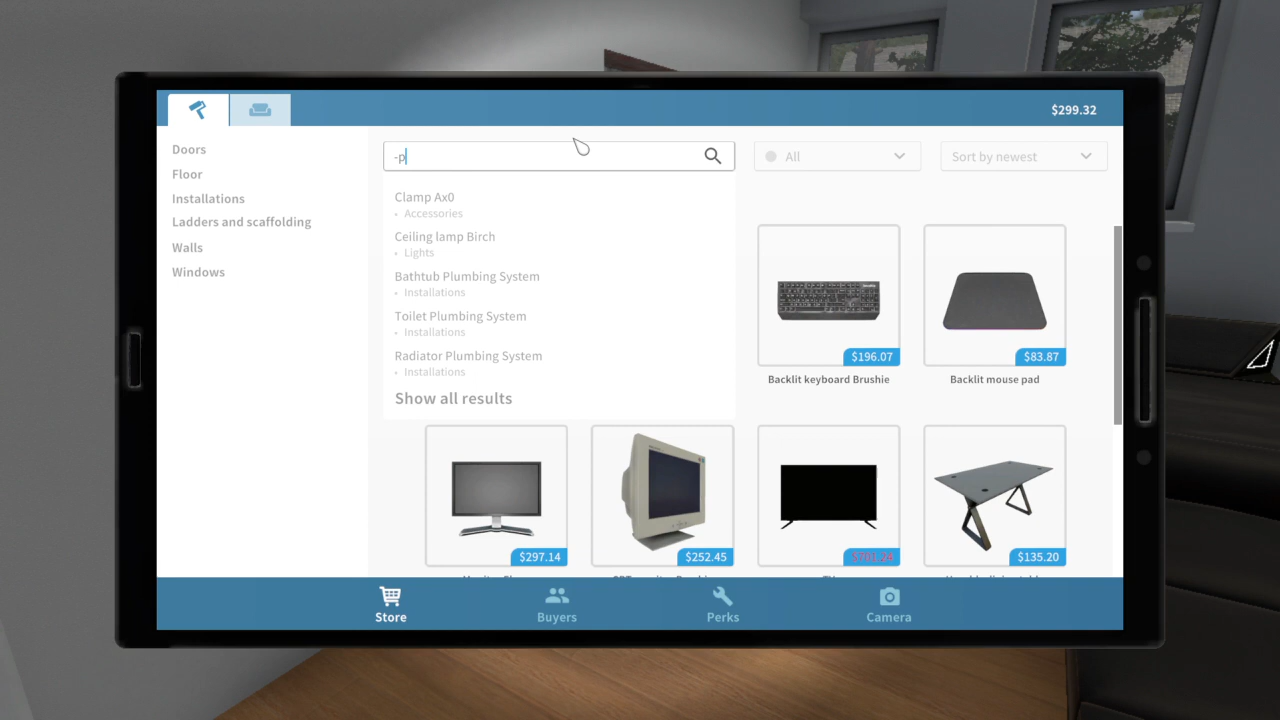 $299.32
Doors
Floor
Installations
Ladders and scaffolding
Walls
Windows
-p
All
Sort by newest
Clamp Ax0
• Accessories
Ceiling lamp Birch
• Lights
Bathtub Plumbing System
• Installations
Toilet Plumbing System
• Installations
Radiator Plumbing System
• Installations
Show all results
$196.07
Backlit keyboard Brushie
$83.87
Backlit mouse pad
$297.14
$252.45
$135.20
Store
Buyers
Perks
Camera